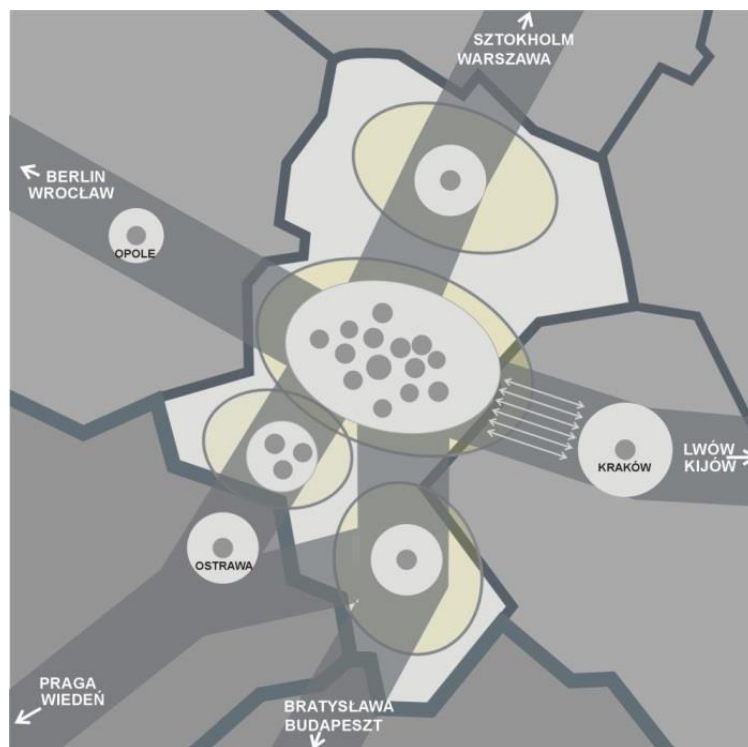 SZTOKHOLM
WARSZAWA
BERLIN
WROCŁAW
OPOLE
LWÓW
KIJÓW
KRAKÓW
OSTRAWA
PRAGA
WIEDEŃ
BRATYSŁAWA
BUDAPESZT